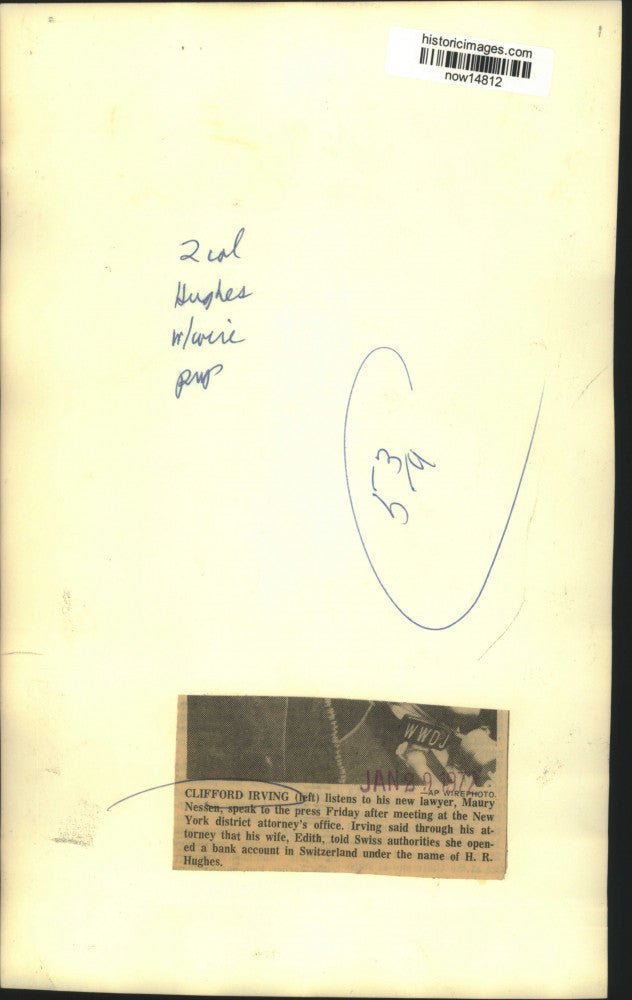 historicimages.com
now14812
2 col
Hughes
w/wire
pmp
5 3/4
WWDJ
JAN 29 1972
—AP WIREPHOTO.
CLIFFORD IRVING (left) listens to his new lawyer, Maury
Nessen, speak to the press Friday after meeting at the New
York district attorney's office. Irving said through his at-
torney that his wife, Edith, told Swiss authorities she open-
ed a bank account in Switzerland under the name of H. R.
Hughes.